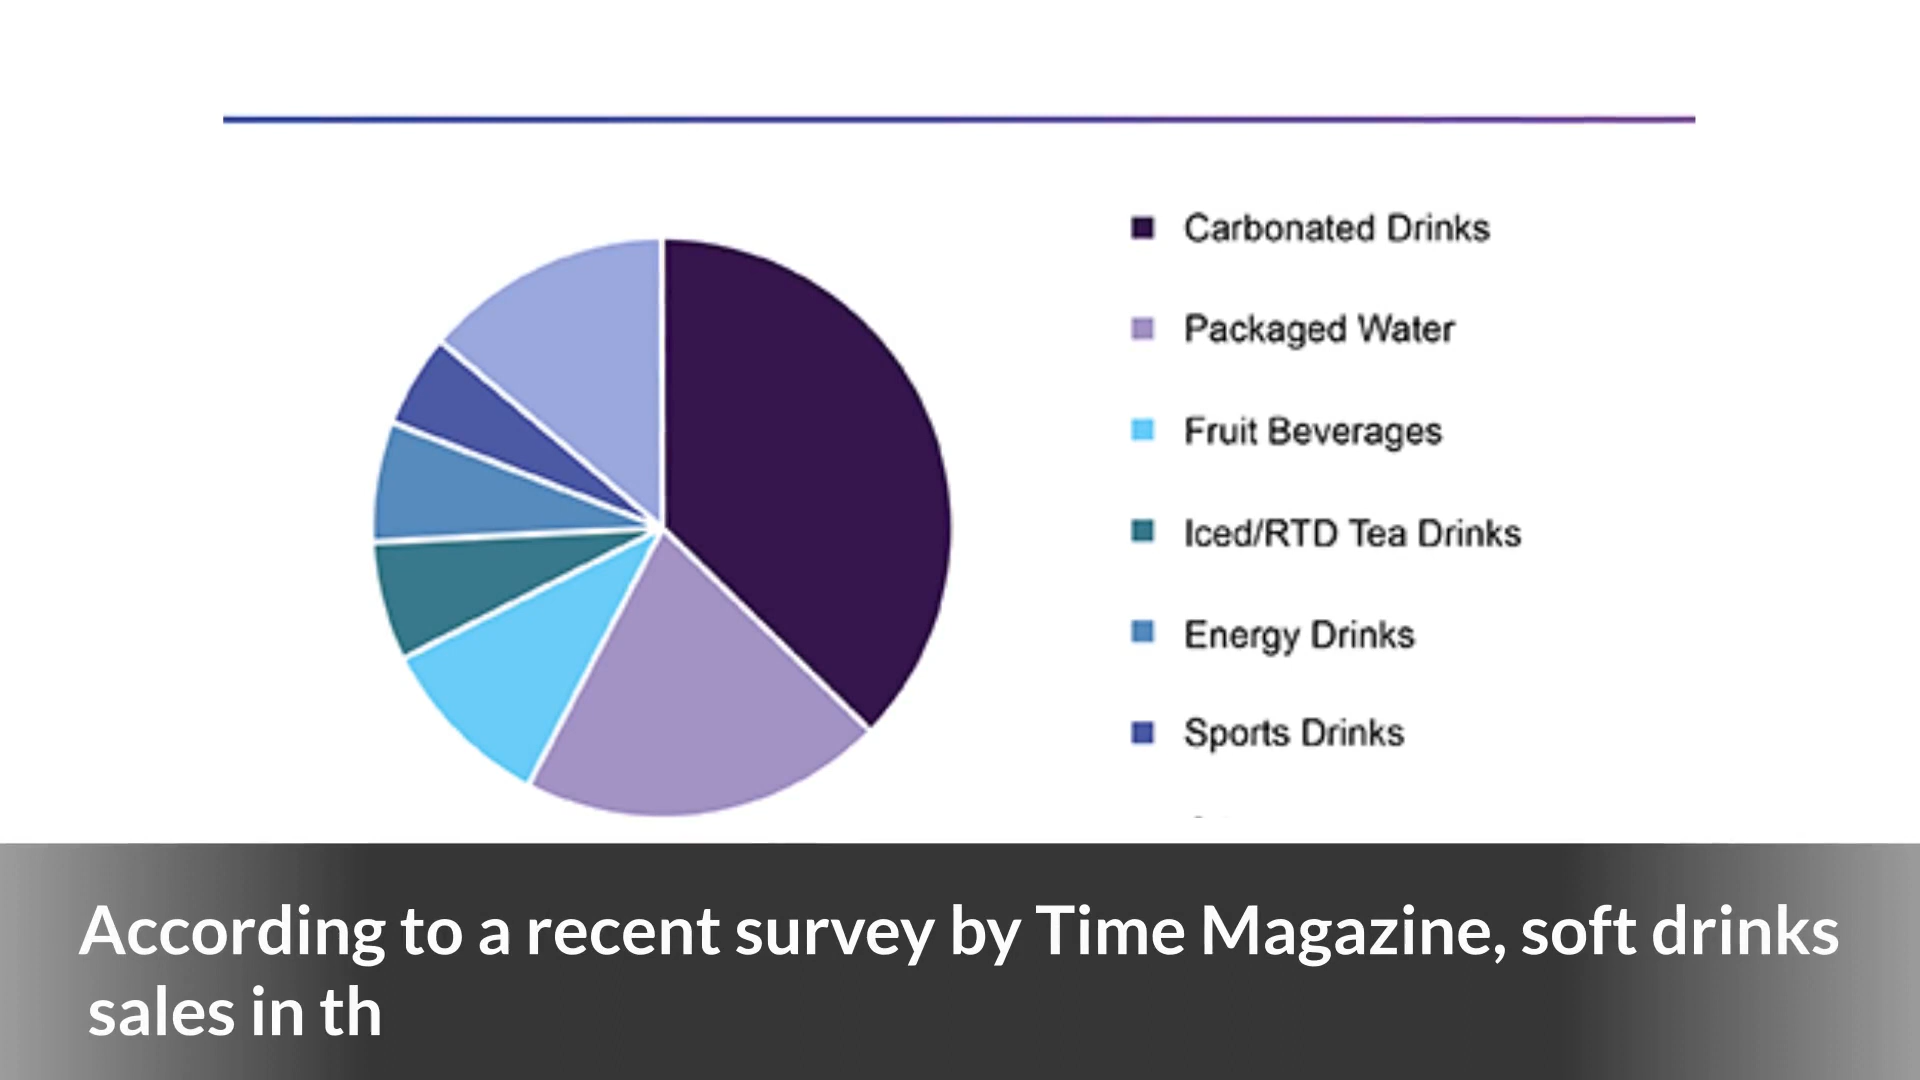 Carbonated Drinks
Packaged Water
Fruit Beverages
Iced/RTD Tea Drinks
Energy Drinks
Sports Drinks
According to a recent survey by Time Magazine, soft drinks
sales in th